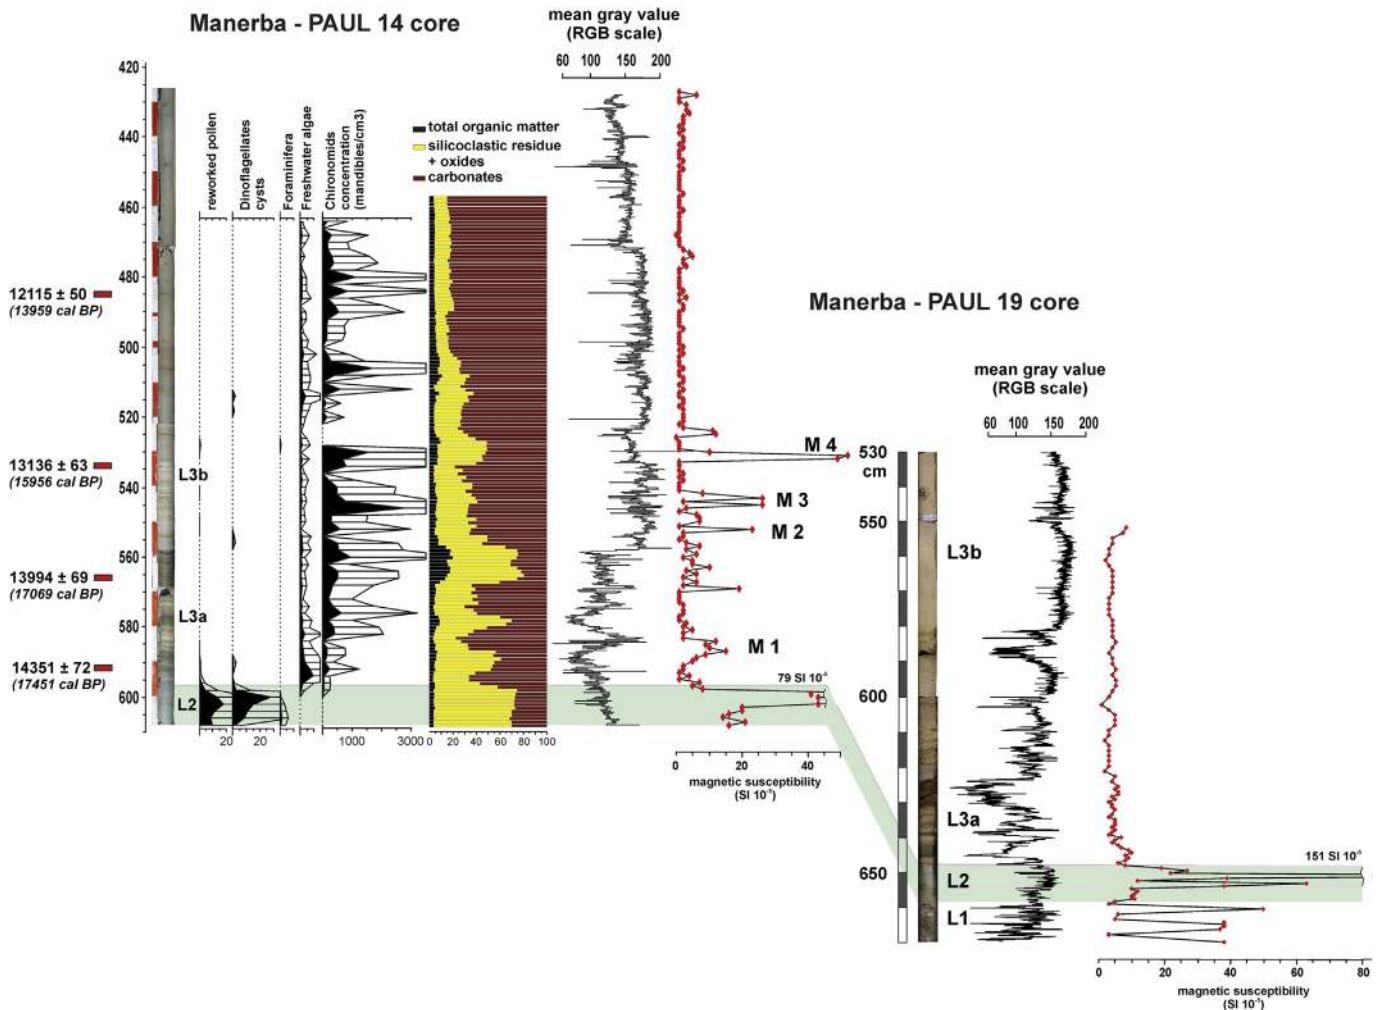 Manerba - PAUL 14 core
mean gray value
(RGB scale)
60 100 150 200
420
440
460
480
500
520
540
560
580
600
reworked pollen
Dinoflagellates
cysts
Foraminifera
Freshwater algae
Chironomids
concentration
(mandibles/cm3)
total organic matter
silicoclastic residue
+ oxides
carbonates
12115 ± 50
(13959 cal BP)
13136 ± 63
(15956 cal BP)
13994 ± 69
(17069 cal BP)
14351 ± 72
(17451 cal BP)
L3b
L3a
L2
20
20
1000 3000
0 20 40 60 80 100
M 4
M 3
M 2
M 1
79 SI 10⁻⁵
0 20 40
magnetic susceptibility
(SI 10⁻⁵)
Manerba - PAUL 19 core
mean gray value
(RGB scale)
60 100 150 200
530
cm
550
600
650
L3b
L3a
L2
L1
151 SI 10⁻⁵
0 20 40 60 80
magnetic susceptibility
(SI 10⁻⁵)